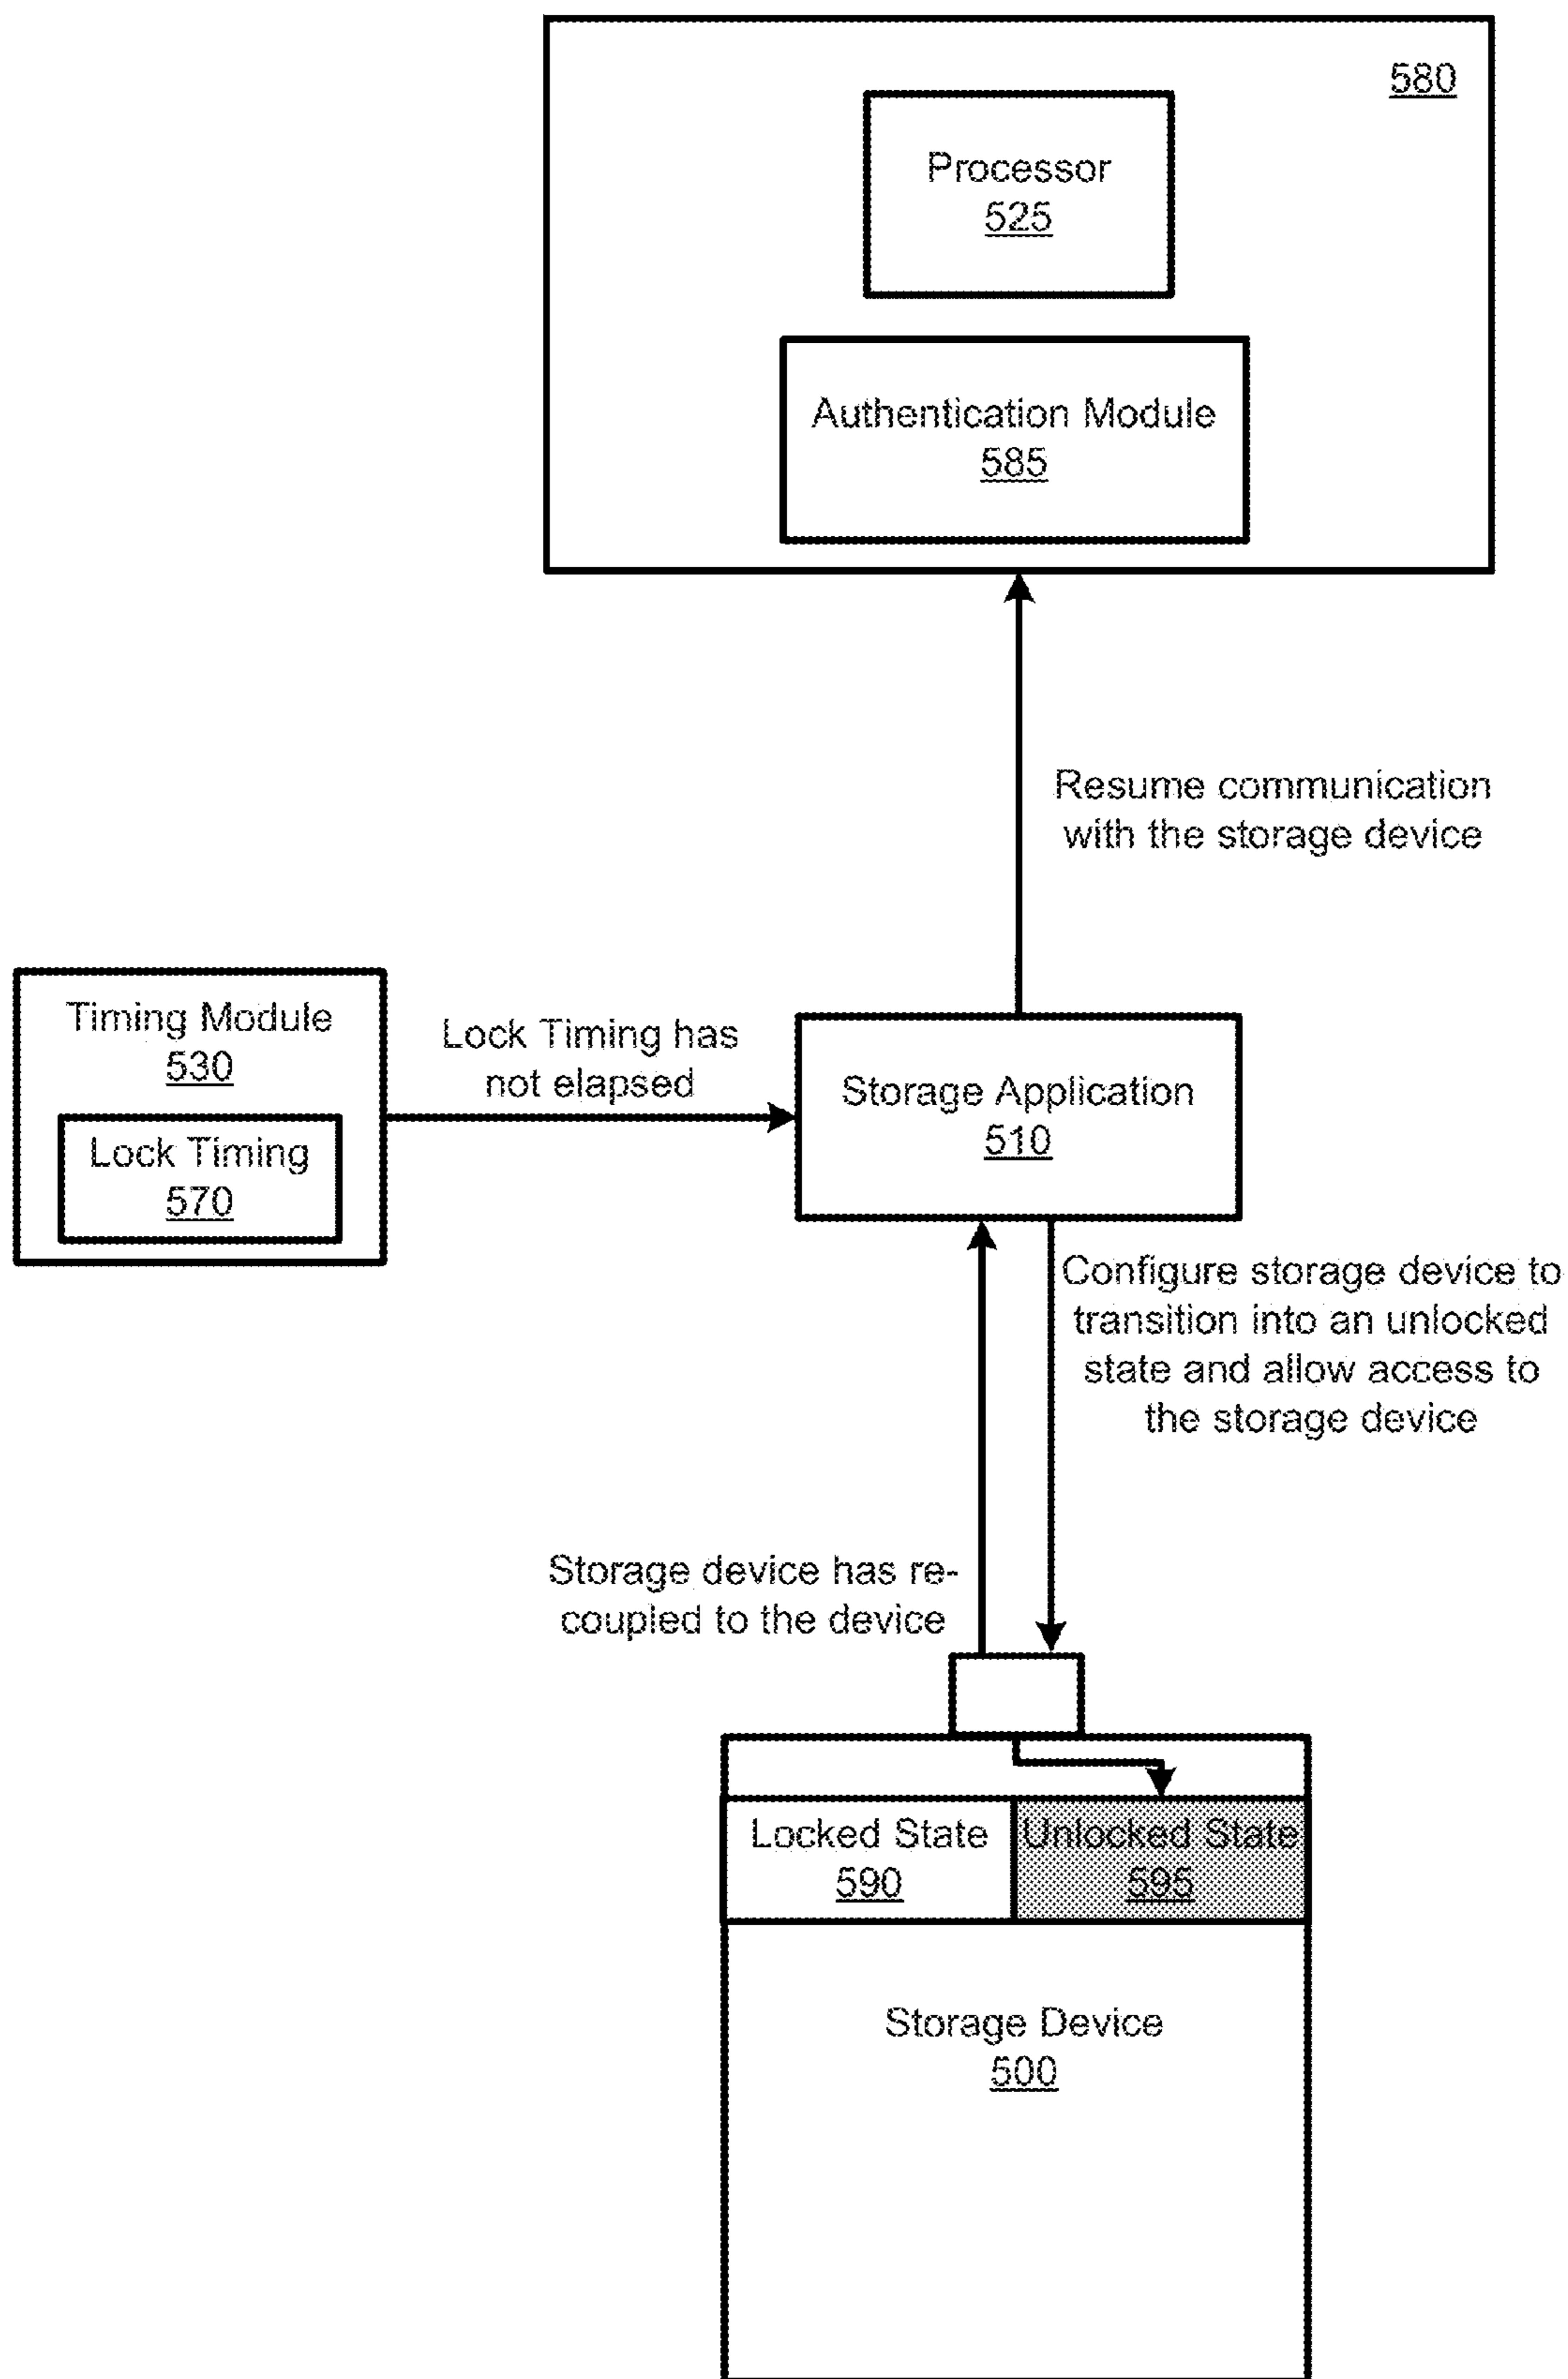 580
Processor
525
Authentication Module
585
Resume communication
with the storage device
Timing Module
530
Lock Timing
570
Lock Timing has
not elapsed
Storage Application
510
Configure storage device to
transition into an unlocked
state and allow access to
the storage device
Storage device has re-
coupled to the device
Locked State
590
Unlocked State
595
Storage Device
500